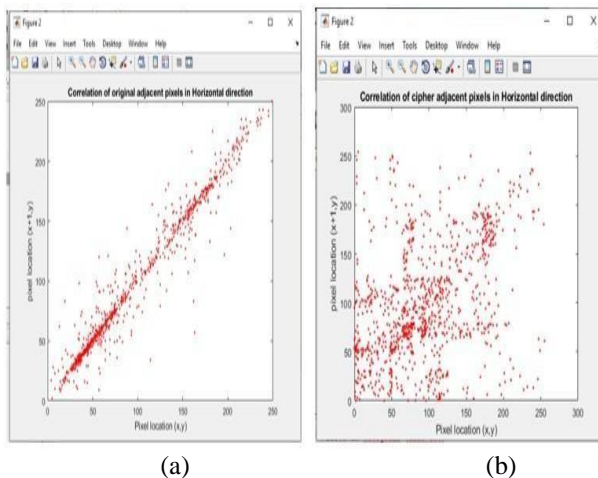 Figure 2
File Edit View Insert Tools Desktop Window Help
Correlation of original adjacent pixels in Horizontal direction
250
200
150
100
50
0
0 50 100 150 200 250
pixel location (x+1,y)
Pixel location (x,y)
(a)
Figure 2
File Edit View Insert Tools Desktop Window Help
Correlation of cipher adjacent pixels in Horizontal direction
300
250
200
150
100
50
0
0 50 100 150 200 250 300
pixel location (x+1,y)
Pixel location (x,y)
(b)